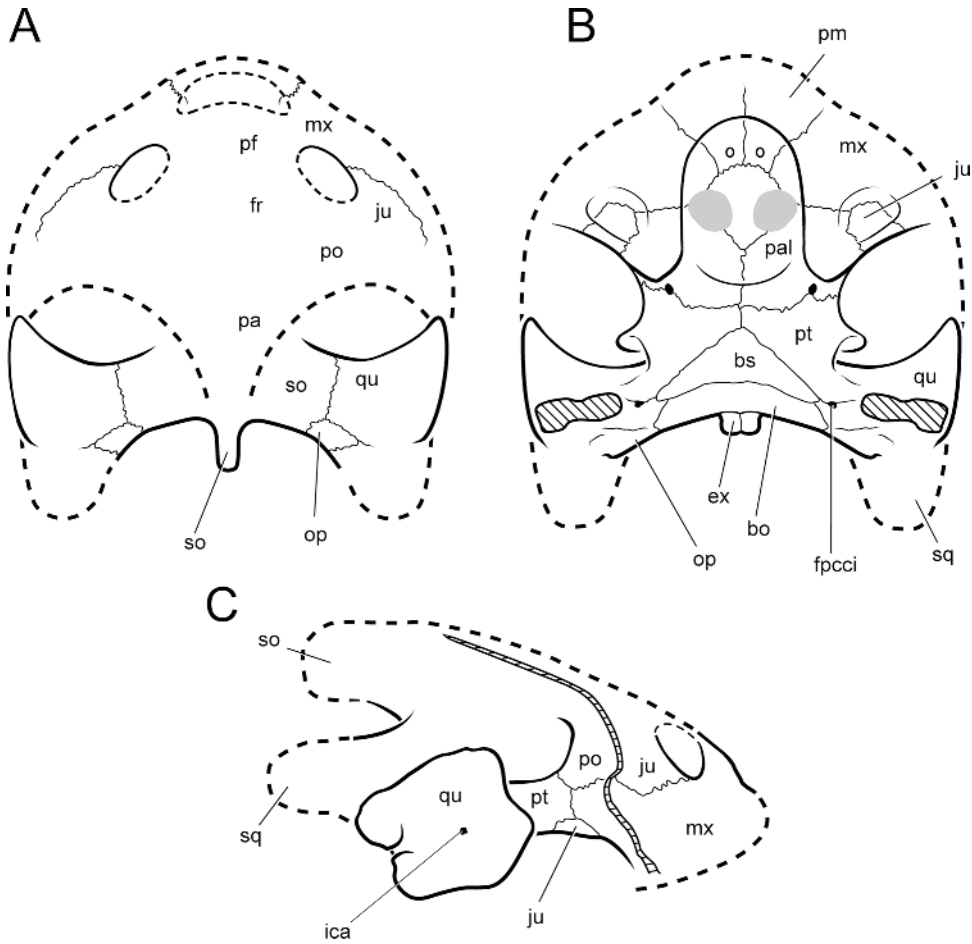 A
mx
pf
fr
ju
po
pa
so
qu
so
op
B
pm
mx
ju
o o
pal
pt
bs
qu
ex
bo
op
fpcci
sq
C
so
po
ju
qu
pt
mx
sq
ica
ju